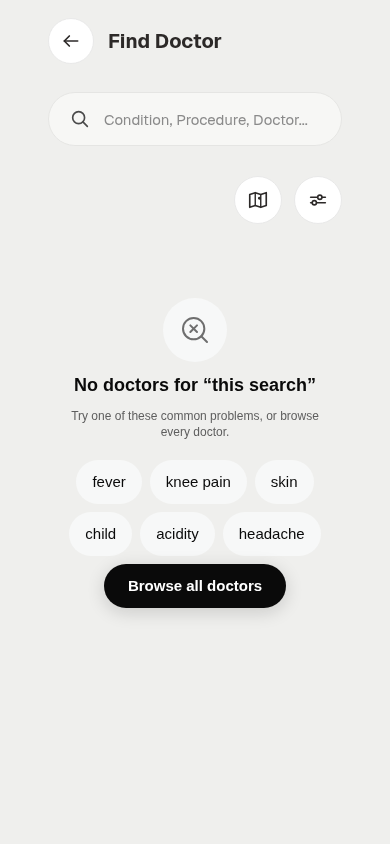 Find Doctor
Condition, Procedure, Doctor...
No doctors for “this search”
Try one of these common problems, or browse
every doctor.
fever
knee pain
skin
child
acidity
headache
Browse all doctors